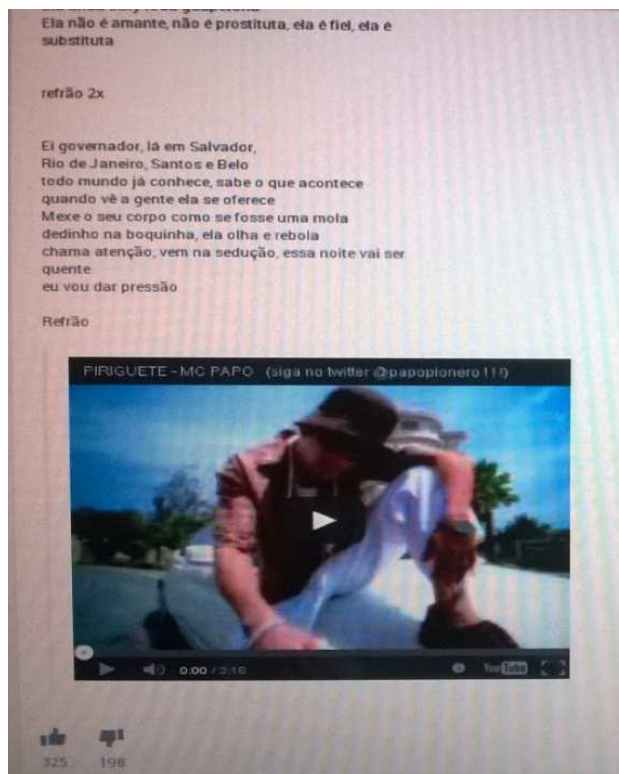 Ela não é amante, não é prostituta, ela é fiel, ela é
substituta
refrão 2x
Ei governador, lá em Salvador,
Rio de Janeiro, Santos e Belo
todo mundo já conhece, sabe o que acontece
quando vê a gente ela se oferece
Mexe o seu corpo como se fosse uma mola
dedinho na boquinha, ela olha e rebola
chama atenção, vem na sedução, essa noite vai ser
quente
eu vou dar pressão
Refrão
PIRIGUETE - MC PAPO (siga no twitter @papopionero111!)
0:00 / 3:16
YouTube
325 198